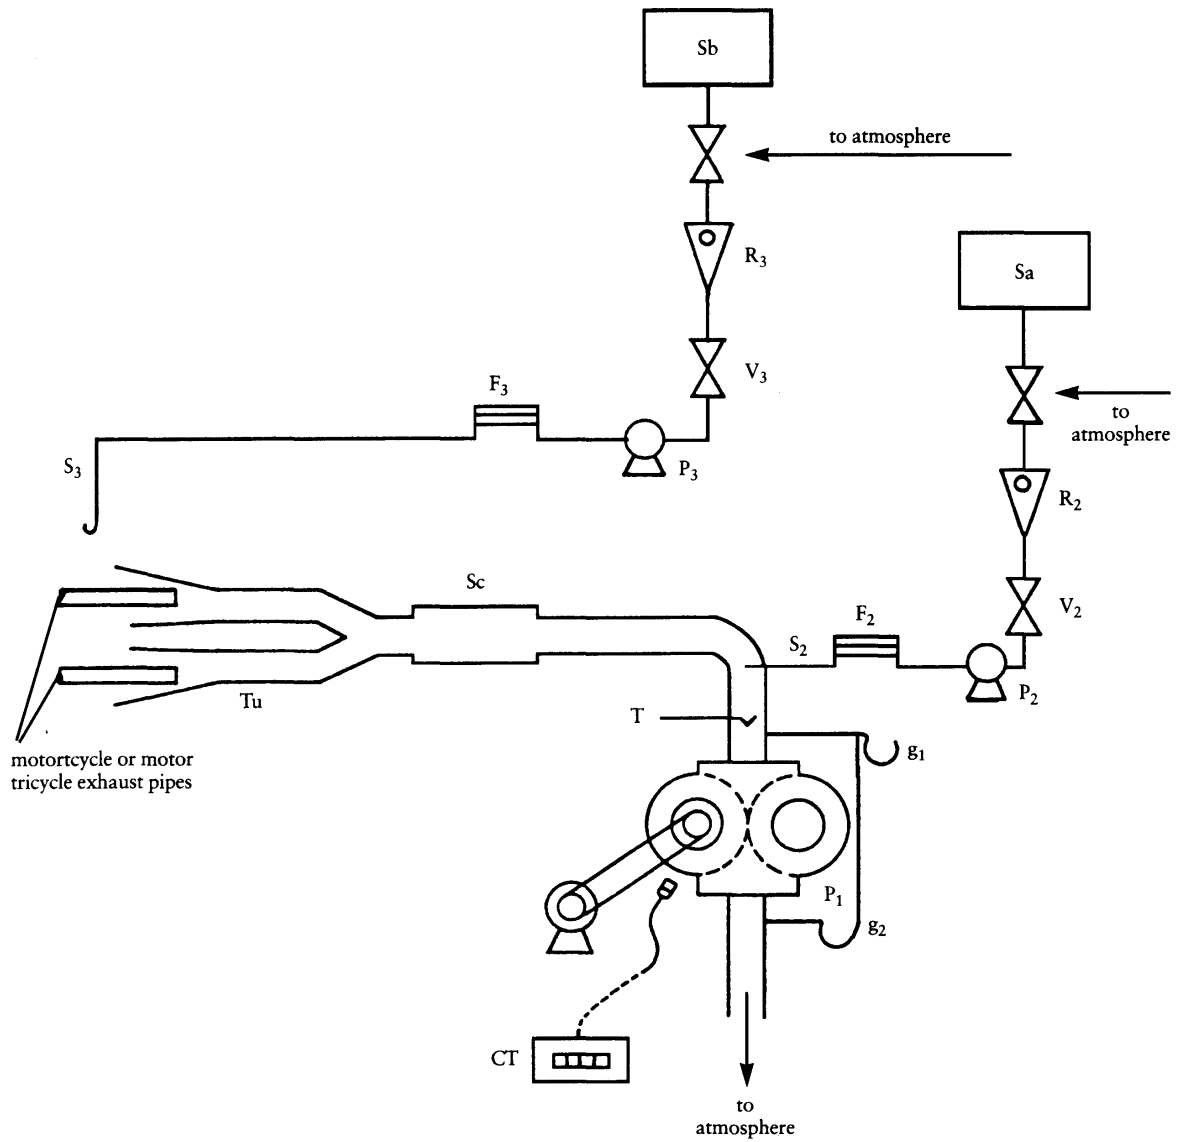 Sb
to atmosphere
R3
Sa
V3
to
atmosphere
F3
S3
P3
R2
Sc
V2
F2
S2
P2
Tu
T
g1
motortcycle or motor
tricycle exhaust pipes
P1
g2
CT
to
atmosphere